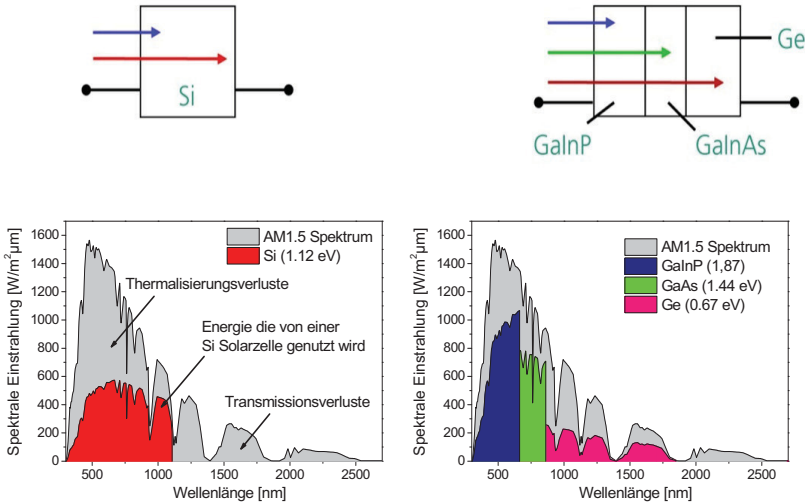 Si
Ge
GaInP
GaInAs
Spektrale Einstrahlung [W/m²µm]
1600
1400
1200
1000
800
600
400
200
0
AM1.5 Spektrum
Si (1.12 eV)
Thermalisierungsverluste
Energie die von einer
Si Solarzelle genutzt wird
Transmissionsverluste
500
1000
1500
2000
2500
Wellenlänge [nm]
Spektrale Einstrahlung [W/m²µm]
1600
1400
1200
1000
800
600
400
200
0
AM1.5 Spektrum
GaInP (1,87)
GaAs (1.44 eV)
Ge (0.67 eV)
500
1000
1500
2000
2500
Wellenlänge [nm]